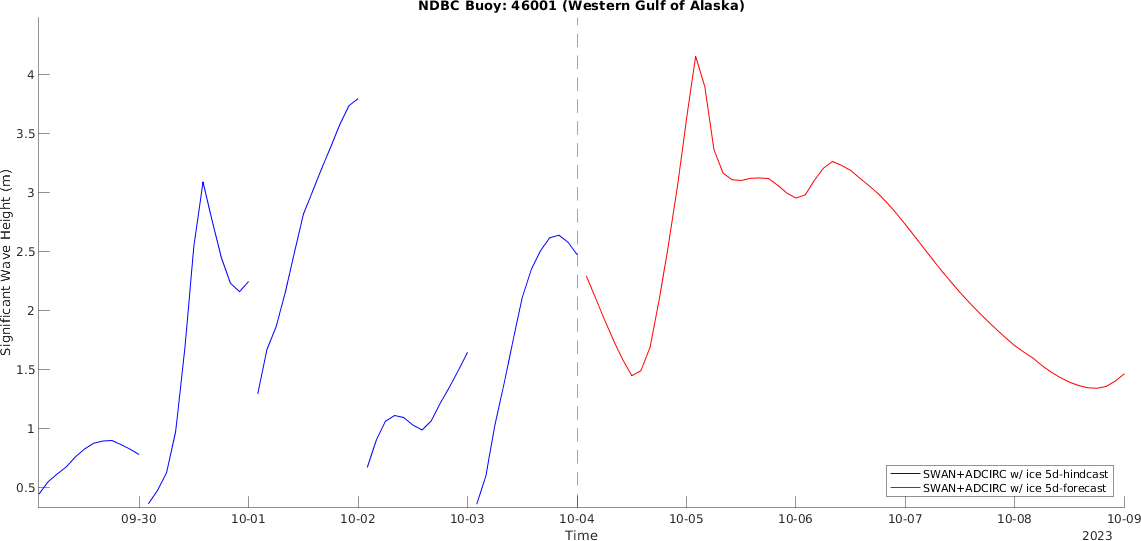 NDBC Buoy: 46001 (Western Gulf of Alaska)
Significant Wave Height (m)
4
3.5
3
2.5
2
1.5
1
0.5
SWAN+ADCIRC w/ ice 5d-hindcast
SWAN+ADCIRC w/ ice 5d-forecast
09-30 10-01 10-02 10-03 10-04 10-05 10-06 10-07 10-08 10-09
Time
2023